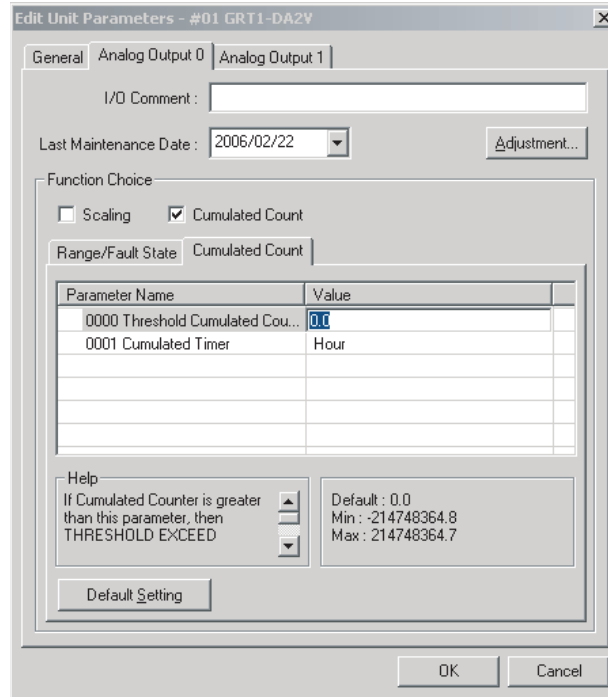 Edit Unit Parameters - #01 GRT1-DA2V
General
Analog Output 0
Analog Output 1
I/O Comment :
Last Maintenance Date :
2006/02/22
Adjustment...
Function Choice
Scaling
Cumulated Count
Range/Fault State
Cumulated Count
Parameter Name
Value
0000 Threshold Cumulated Cou...
0.0
0001 Cumulated Timer
Hour
Help
If Cumulated Counter is greater
than this parameter, then
THRESHOLD EXCEED
Default : 0.0
Min : -214748364.8
Max : 214748364.7
Default Setting
OK
Cancel